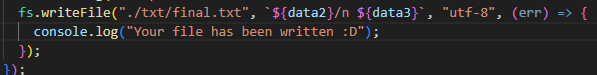 fs.writeFile("./txt/final.txt", `${data2}/n ${data3}`, "utf-8", (err) => {
console.log("Your file has been written :D");
});
});